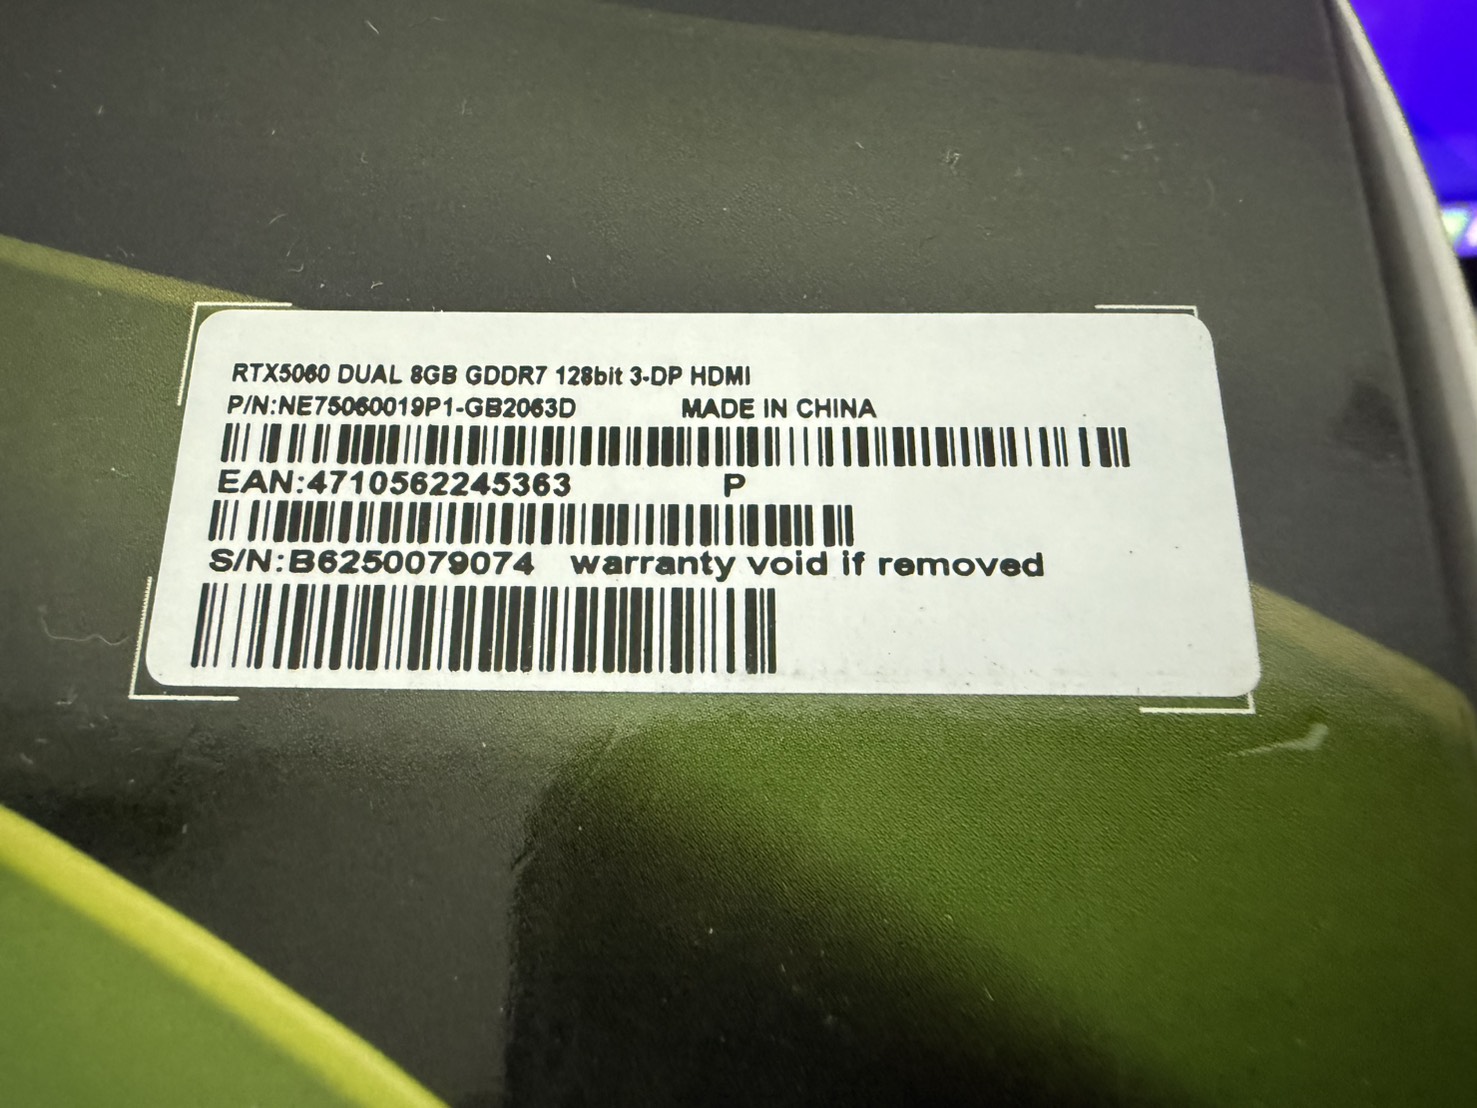 RTX5060 DUAL 8GB GDDR7 128bit 3-DP HDMI
P/N:NE75060019P1-GB2063D MADE IN CHINA
EAN:4710562245363 P
S/N:B6250079074 warranty void if removed